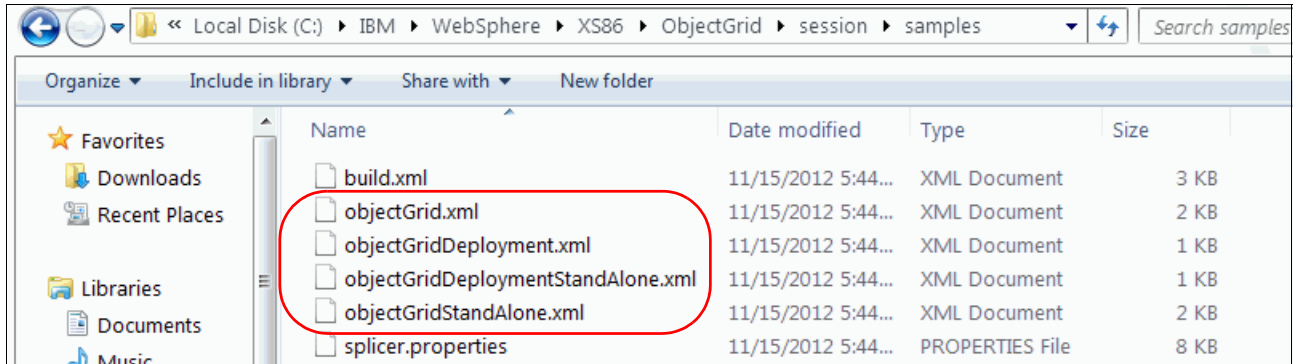 « Local Disk (C:) ▸ IBM ▸ WebSphere ▸ XS86 ▸ ObjectGrid ▸ session ▸ samples Search samples
Organize Include in library Share with New folder
Favorites
Downloads
Recent Places
Libraries
Documents
Music
Name Date modified Type Size
build.xml 11/15/2012 5:44... XML Document 3 KB
objectGrid.xml 11/15/2012 5:44... XML Document 2 KB
objectGridDeployment.xml 11/15/2012 5:44... XML Document 1 KB
objectGridDeploymentStandAlone.xml 11/15/2012 5:44... XML Document 1 KB
objectGridStandAlone.xml 11/15/2012 5:44... XML Document 2 KB
splicer.properties 11/15/2012 5:44... PROPERTIES File 8 KB